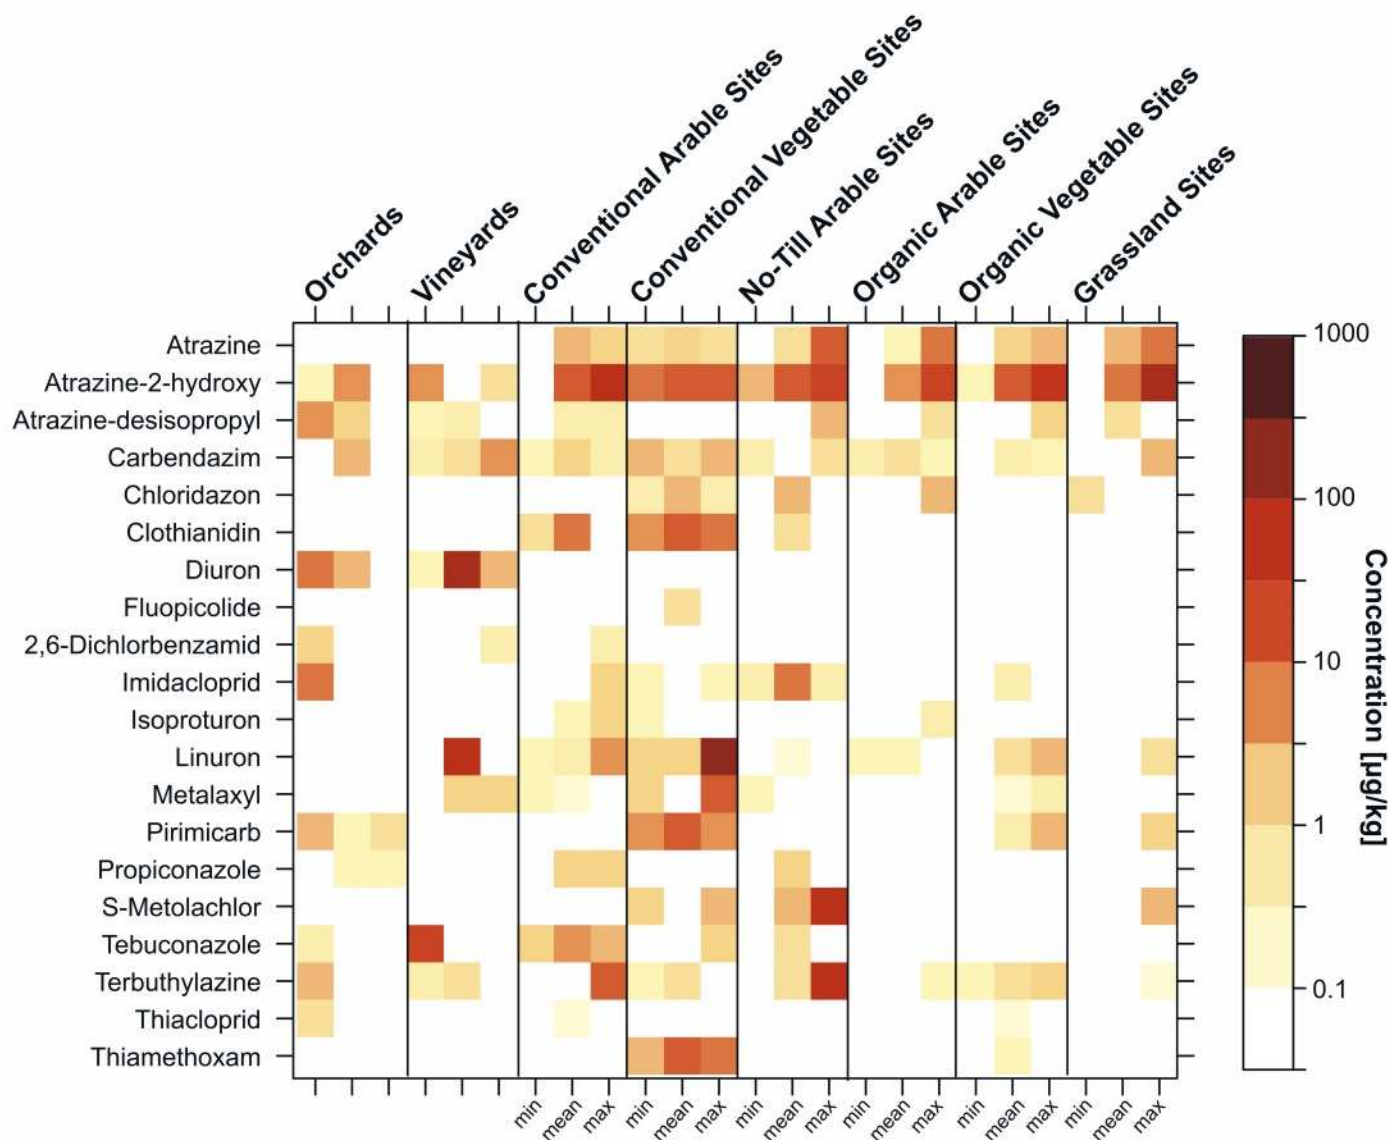 Orchards
Vineyards
Conventional Arable Sites
Conventional Vegetable Sites
No-Till Arable Sites
Organic Arable Sites
Organic Vegetable Sites
Grassland Sites
Atrazine
Atrazine-2-hydroxy
Atrazine-desisopropyl
Carbendazim
Chloridazon
Clothianidin
Diuron
Fluopicolide
2,6-Dichlorbenzamid
Imidacloprid
Isoproturon
Linuron
Metalaxyl
Pirimicarb
Propiconazole
S-Metolachlor
Tebuconazole
Terbuthylazine
Thiacloprid
Thiamethoxam
min mean max min mean max min mean max min mean max min mean max min mean max
1000
100
10
1
0.1
Concentration [µg/kg]